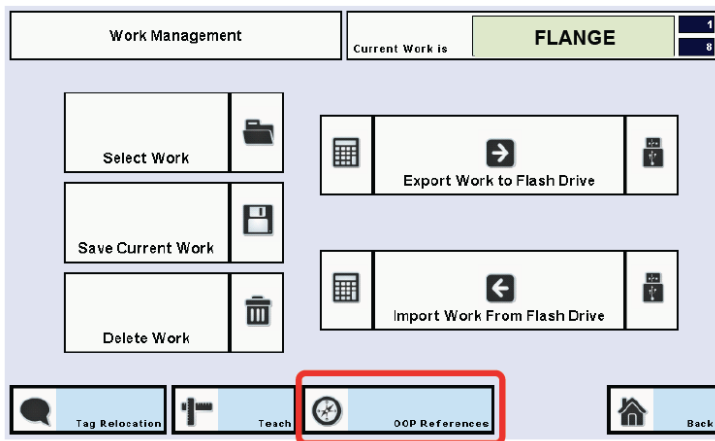 Work Management
Current Work is
FLANGE
1
8
Select Work
Save Current Work
Delete Work
Export Work to Flash Drive
Import Work From Flash Drive
Tag Relocation
Teach
OOP References
Back